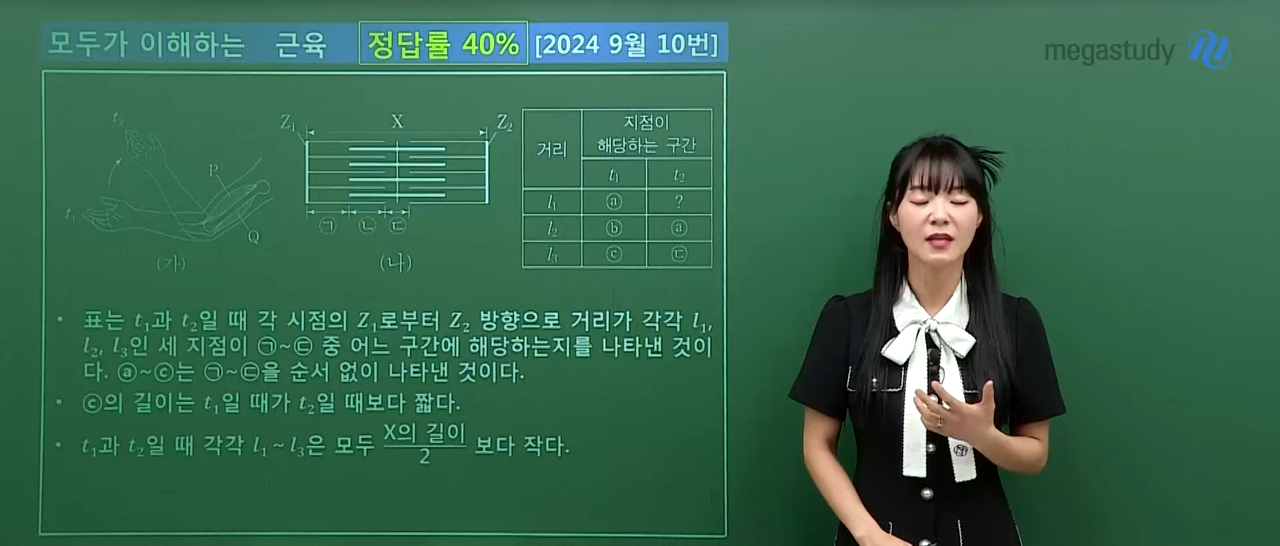 모두가 이해하는 근육 정답률 40% [2024 9월 10번]
megastudy
t₂
P
t₁
Q
(가)
Z₁ X Z₂
㉠ ㉡ ㉢
(나)
거리 지점이 해당하는 구간
t₁ t₂
l₁ ⓐ ?
l₂ ⓑ ⓐ
l₃ ⓒ ㉢
• 표는 t₁과 t₂일 때 각 시점의 Z₁로부터 Z₂ 방향으로 거리가 각각 l₁,
l₂, l₃인 세 지점이 ㉠~㉢ 중 어느 구간에 해당하는지를 나타낸 것이
다. ⓐ~ⓒ는 ㉠~㉢을 순서 없이 나타낸 것이다.
• ⓒ의 길이는 t₁일 때가 t₂일 때보다 짧다.
• t₁과 t₂일 때 각각 l₁~l₃은 모두 X의 길이/2 보다 작다.